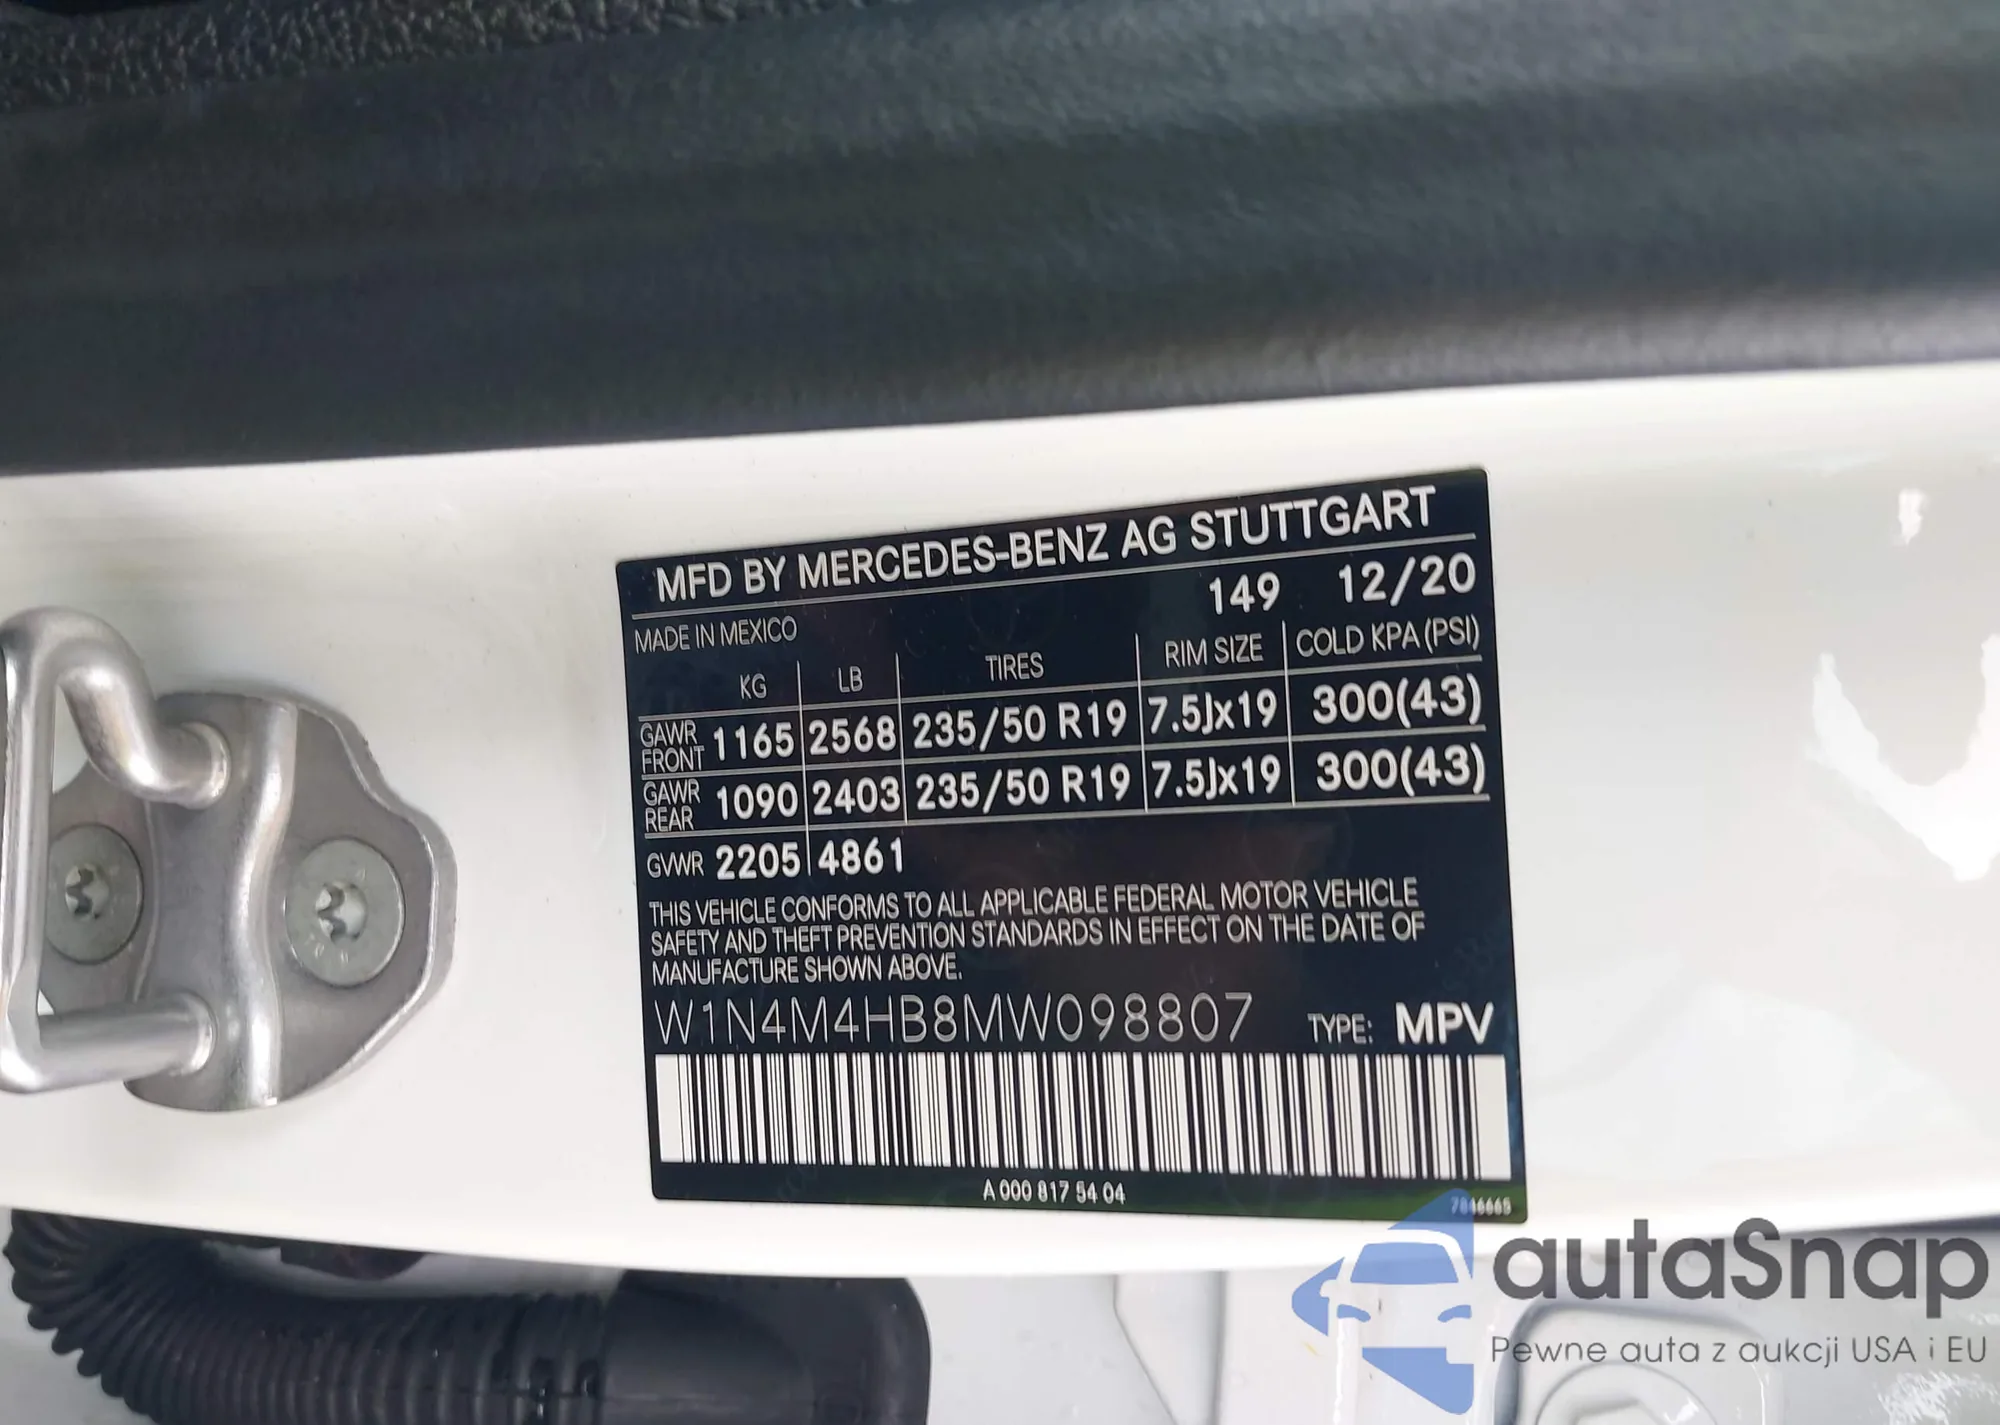 MFD BY MERCEDES-BENZ AG STUTTGART
149 12/20
MADE IN MEXICO
KG LB TIRES RIM SIZE COLD KPA (PSI)
GAWR FRONT 1165 2568 235/50 R19 7.5Jx19 300(43)
GAWR REAR 1090 2403 235/50 R19 7.5Jx19 300(43)
GVWR 2205 4861
THIS VEHICLE CONFORMS TO ALL APPLICABLE FEDERAL MOTOR VEHICLE
SAFETY AND THEFT PREVENTION STANDARDS IN EFFECT ON THE DATE OF
MANUFACTURE SHOWN ABOVE.
W1N4M4HB8MW098807 TYPE: MPV
A 000 817 54 04
7846665
autaSnap
Pewne auta z aukcji USA i EU